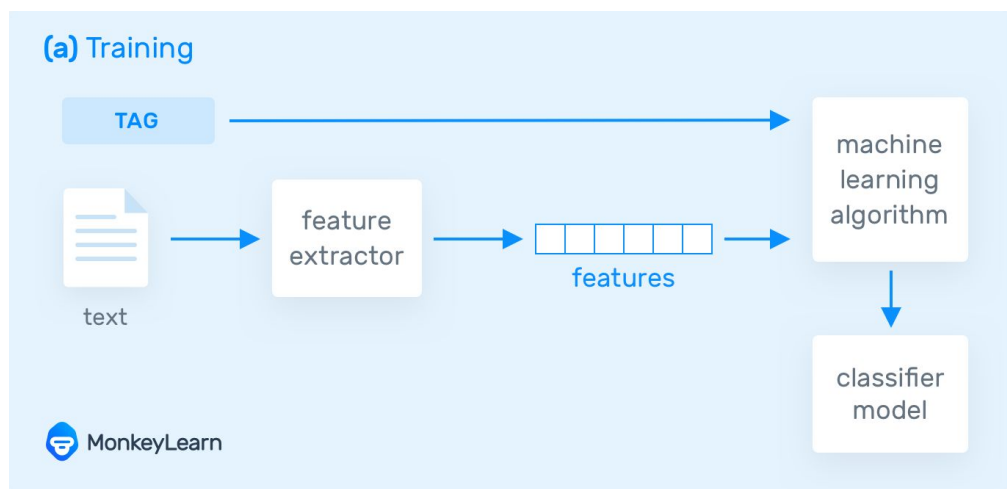 (a) Training
TAG
machine
learning
algorithm
feature
extractor
features
text
classifier
model
MonkeyLearn